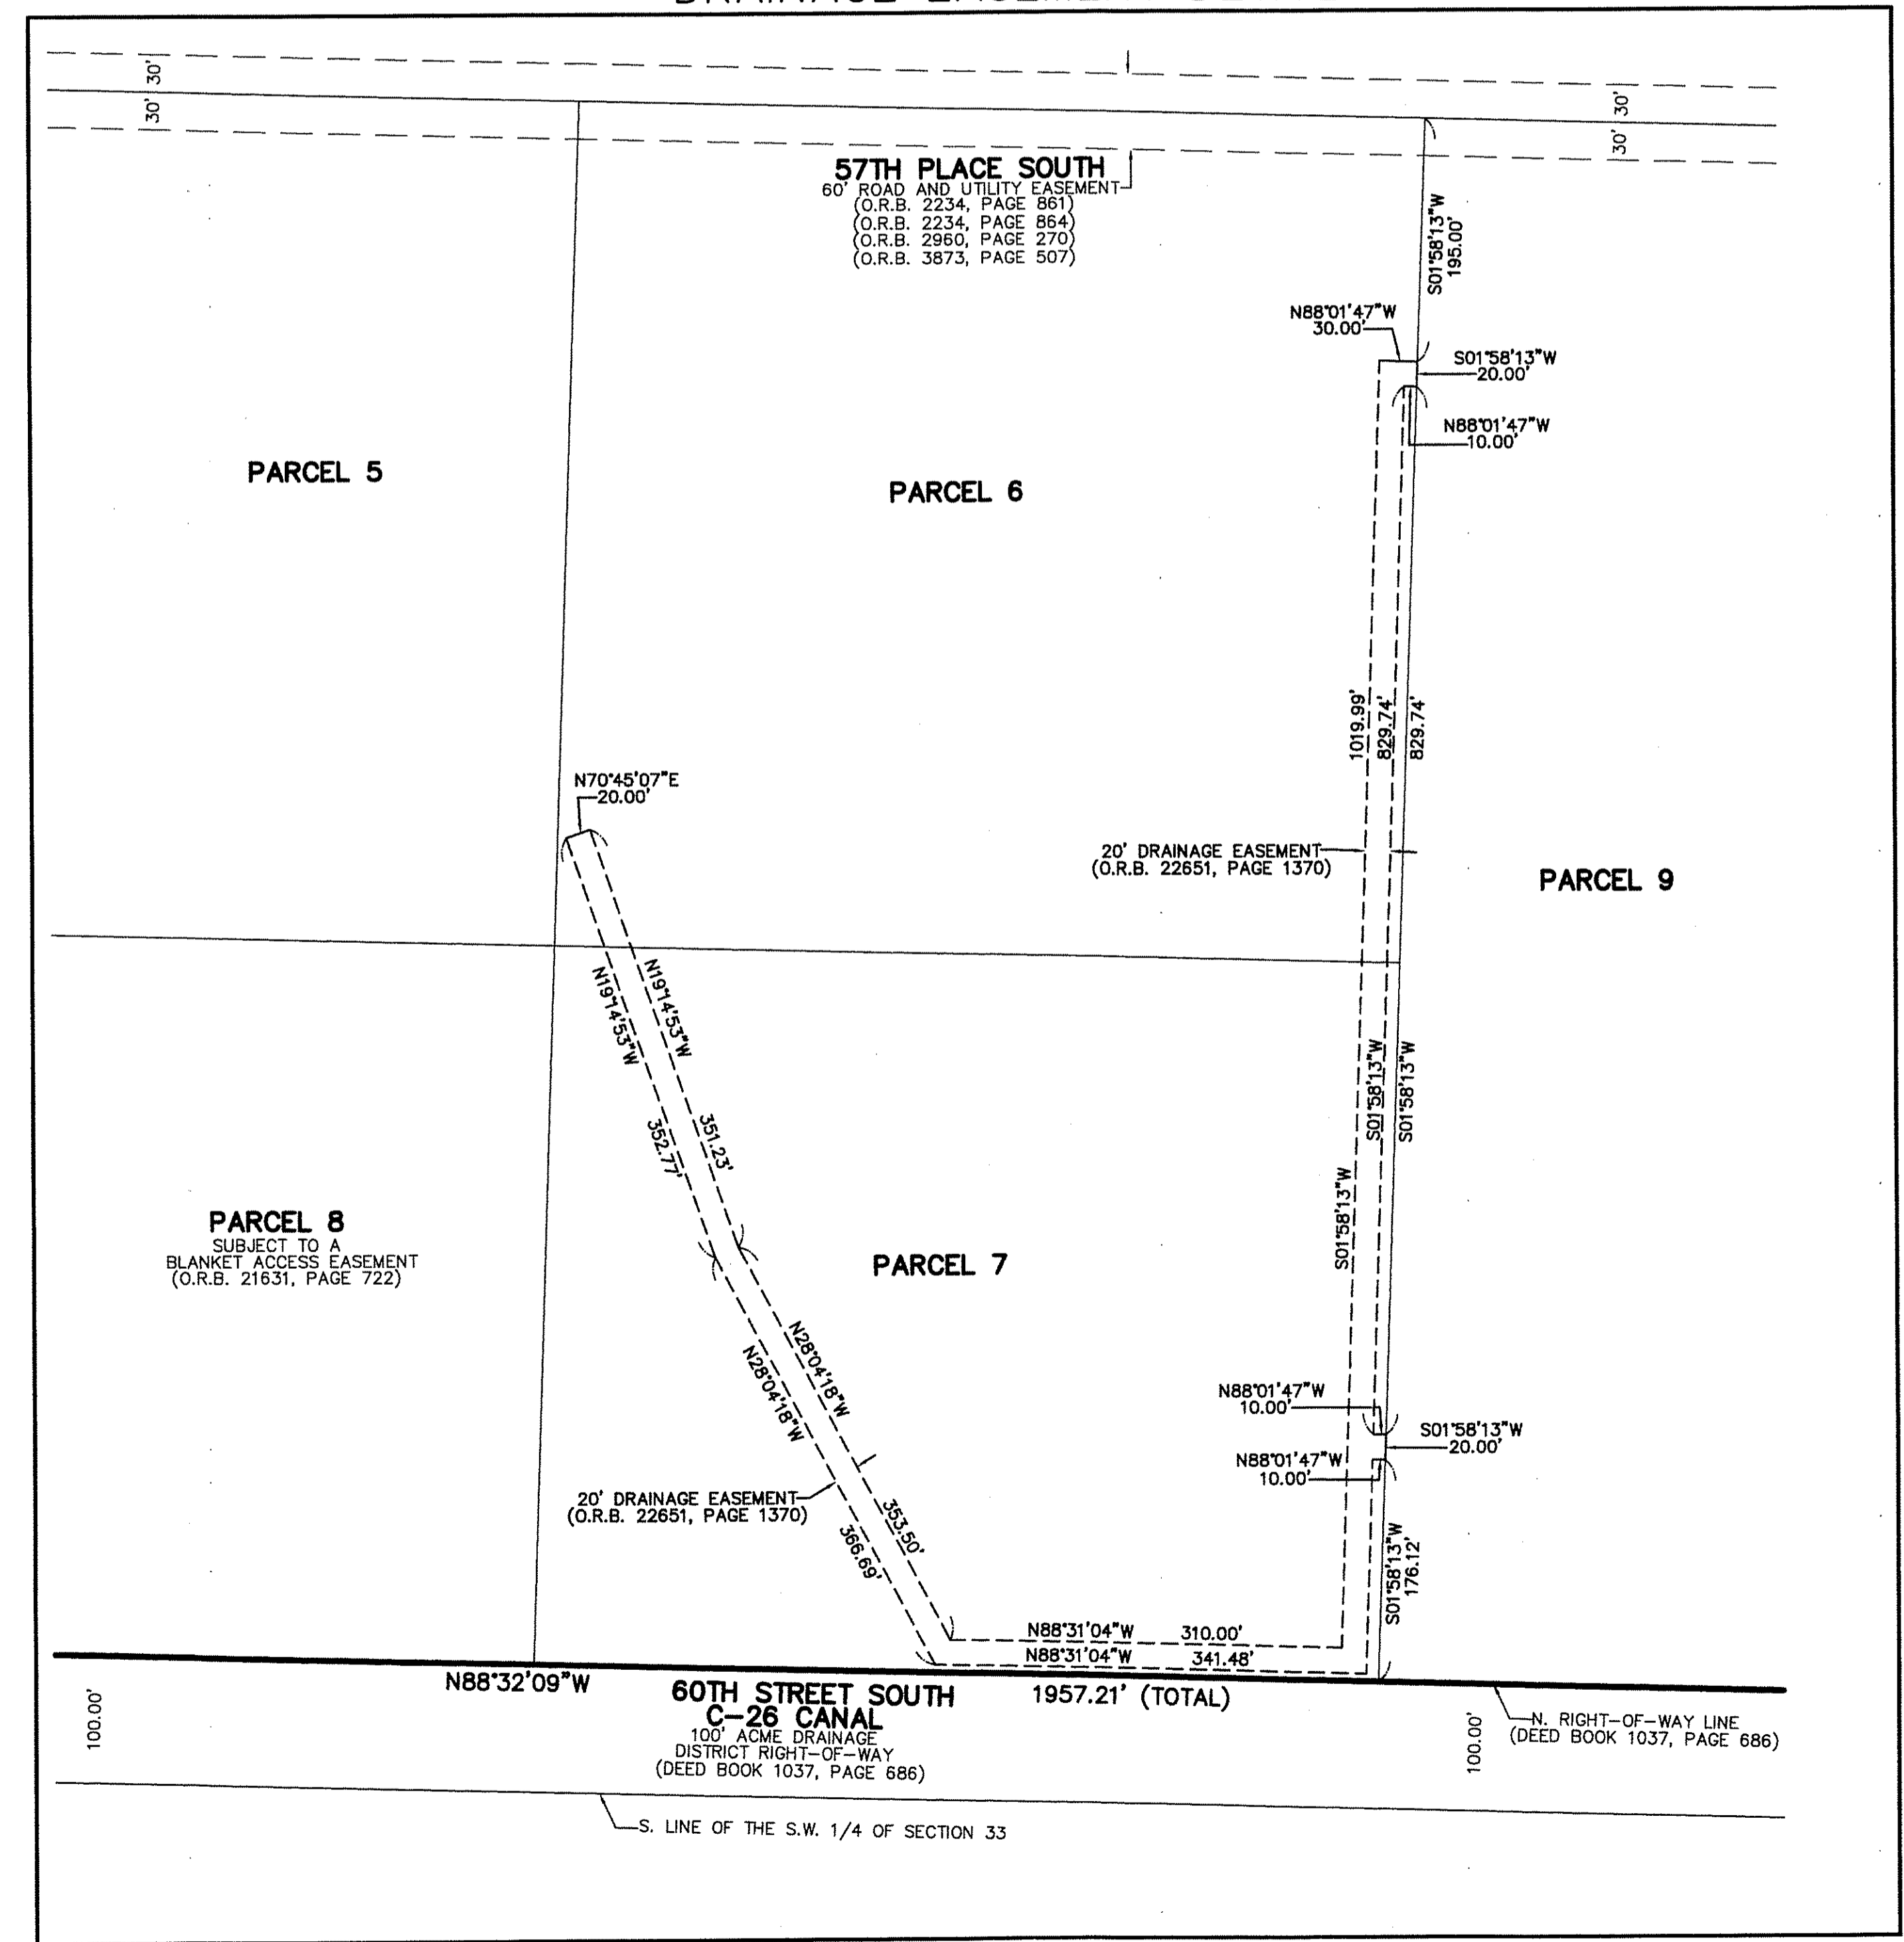 30'
30'
30'
30'
57TH PLACE SOUTH
60' ROAD AND UTILITY EASEMENT
(O.R.B. 2234, PAGE 861)
(O.R.B. 2234, PAGE 864)
(O.R.B. 2960, PAGE 270)
(O.R.B. 3873, PAGE 507)
S01°58'13"W
195.00'
N88°01'47"W
30.00'
S01°58'13"W
20.00'
N88°01'47"W
10.00'
PARCEL 5
PARCEL 6
1019.99'
829.74'
829.74'
N70°45'07"E
20.00'
20' DRAINAGE EASEMENT
(O.R.B. 22651, PAGE 1370)
PARCEL 9
N19°14'53"W
N19°14'53"W
352.77'
351.23'
S01°58'13"W
S01°58'13"W
S01°58'13"W
PARCEL 8
SUBJECT TO A
BLANKET ACCESS EASEMENT
(O.R.B. 21631, PAGE 722)
PARCEL 7
N28°04'18"W
N28°04'18"W
N88°01'47"W
10.00'
S01°58'13"W
20.00'
N88°01'47"W
10.00'
20' DRAINAGE EASEMENT
(O.R.B. 22651, PAGE 1370)
366.69'
353.50'
S01°58'13"W
176.12'
N88°31'04"W 310.00'
N88°31'04"W 341.48'
N88°32'09"W
60TH STREET SOUTH
1957.21' (TOTAL)
C-26 CANAL
100' ACME DRAINAGE
DISTRICT RIGHT-OF-WAY
(DEED BOOK 1037, PAGE 686)
100.00'
100.00'
N. RIGHT-OF-WAY LINE
(DEED BOOK 1037, PAGE 686)
S. LINE OF THE S.W. 1/4 OF SECTION 33